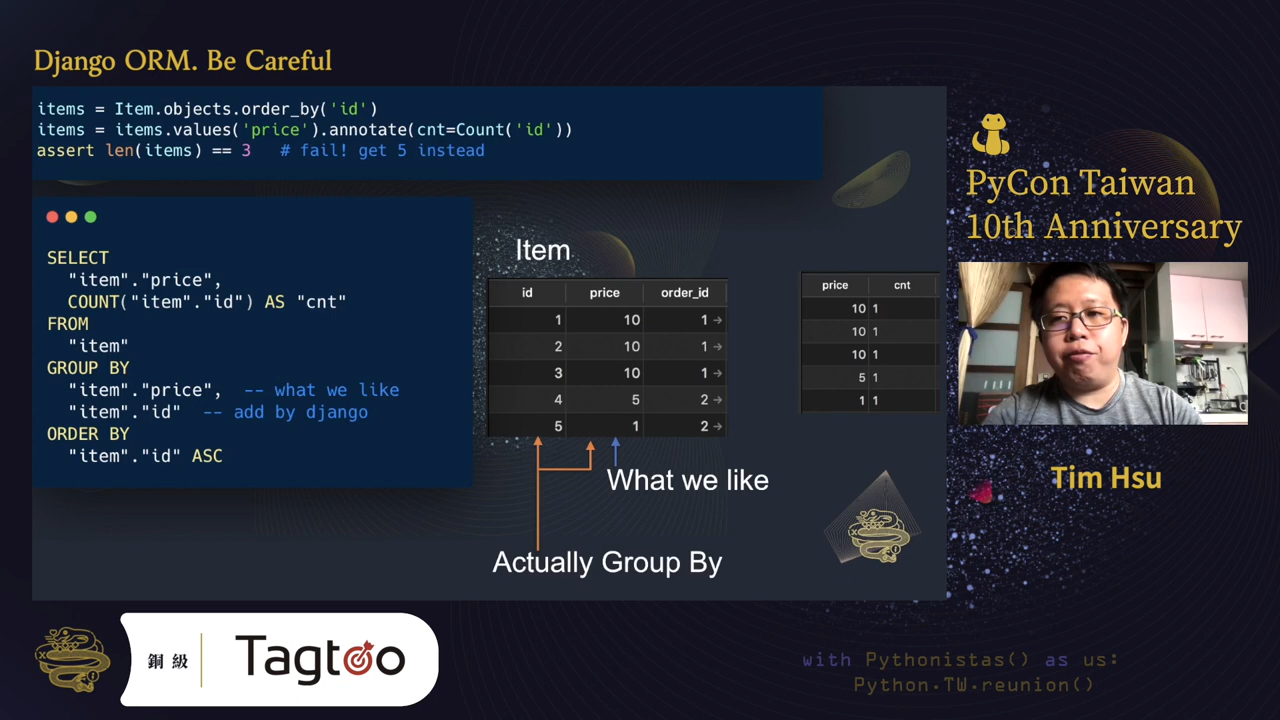 Django ORM. Be Careful
items = Item.objects.order_by('id')
items = items.values('price').annotate(cnt=Count('id'))
assert len(items) == 3   # fail! get 5 instead
SELECT
  "item"."price",
  COUNT("item"."id") AS "cnt"
FROM
  "item"
GROUP BY
  "item"."price",  -- what we like
  "item"."id"  -- add by django
ORDER BY
  "item"."id" ASC
Item
id price order_id
1 10 1 →
2 10 1 →
3 10 1 →
4 5 2 →
5 1 2 →
What we like
Actually Group By
price cnt
10 1
10 1
10 1
5 1
1 1
PyCon Taiwan
10th Anniversary
Tim Hsu
銅級
Tagtoo
with Pythonistas() as us:
Python.TW.reunion()